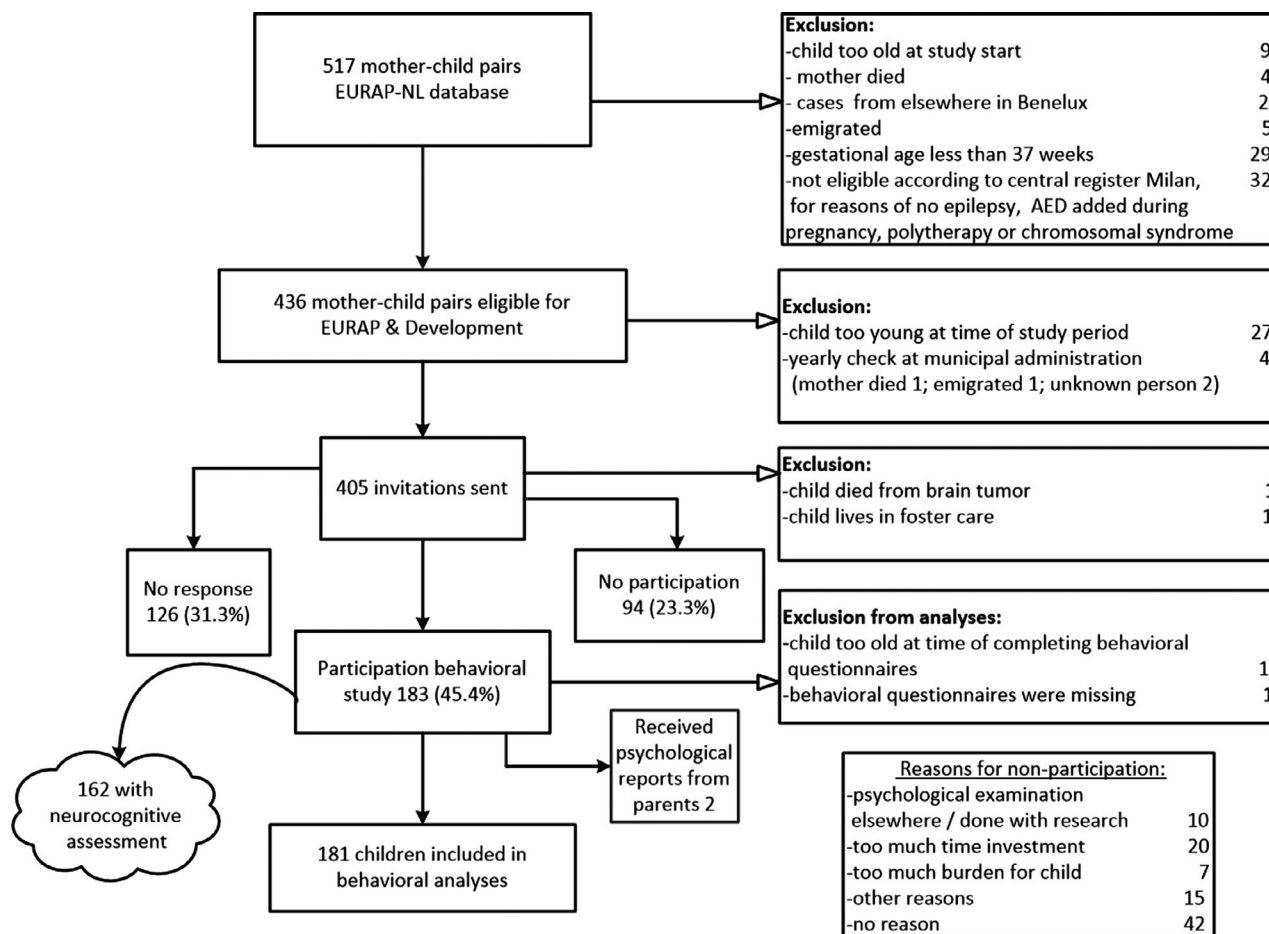 517 mother-child pairs
EURAP-NL database
Exclusion:
-child too old at study start 9
- mother died 4
- cases from elsewhere in Benelux 2
-emigrated 5
-gestational age less than 37 weeks 29
-not eligible according to central register Milan, 32
for reasons of no epilepsy, AED added during
pregnancy, polytherapy or chromosomal syndrome
436 mother-child pairs eligible for
EURAP & Development
Exclusion:
-child too young at time of study period 27
-yearly check at municipal administration 4
(mother died 1; emigrated 1; unknown person 2)
405 invitations sent
Exclusion:
-child died from brain tumor 1
-child lives in foster care 1
No response
126 (31.3%)
No participation
94 (23.3%)
Participation behavioral
study 183 (45.4%)
Exclusion from analyses:
-child too old at time of completing behavioral
questionnaires 1
-behavioral questionnaires were missing 1
Received
psychological
reports from
parents 2
162 with
neurocognitive
assessment
181 children included in
behavioral analyses
Reasons for non-participation:
-psychological examination
elsewhere / done with research 10
-too much time investment 20
-too much burden for child 7
-other reasons 15
-no reason 42